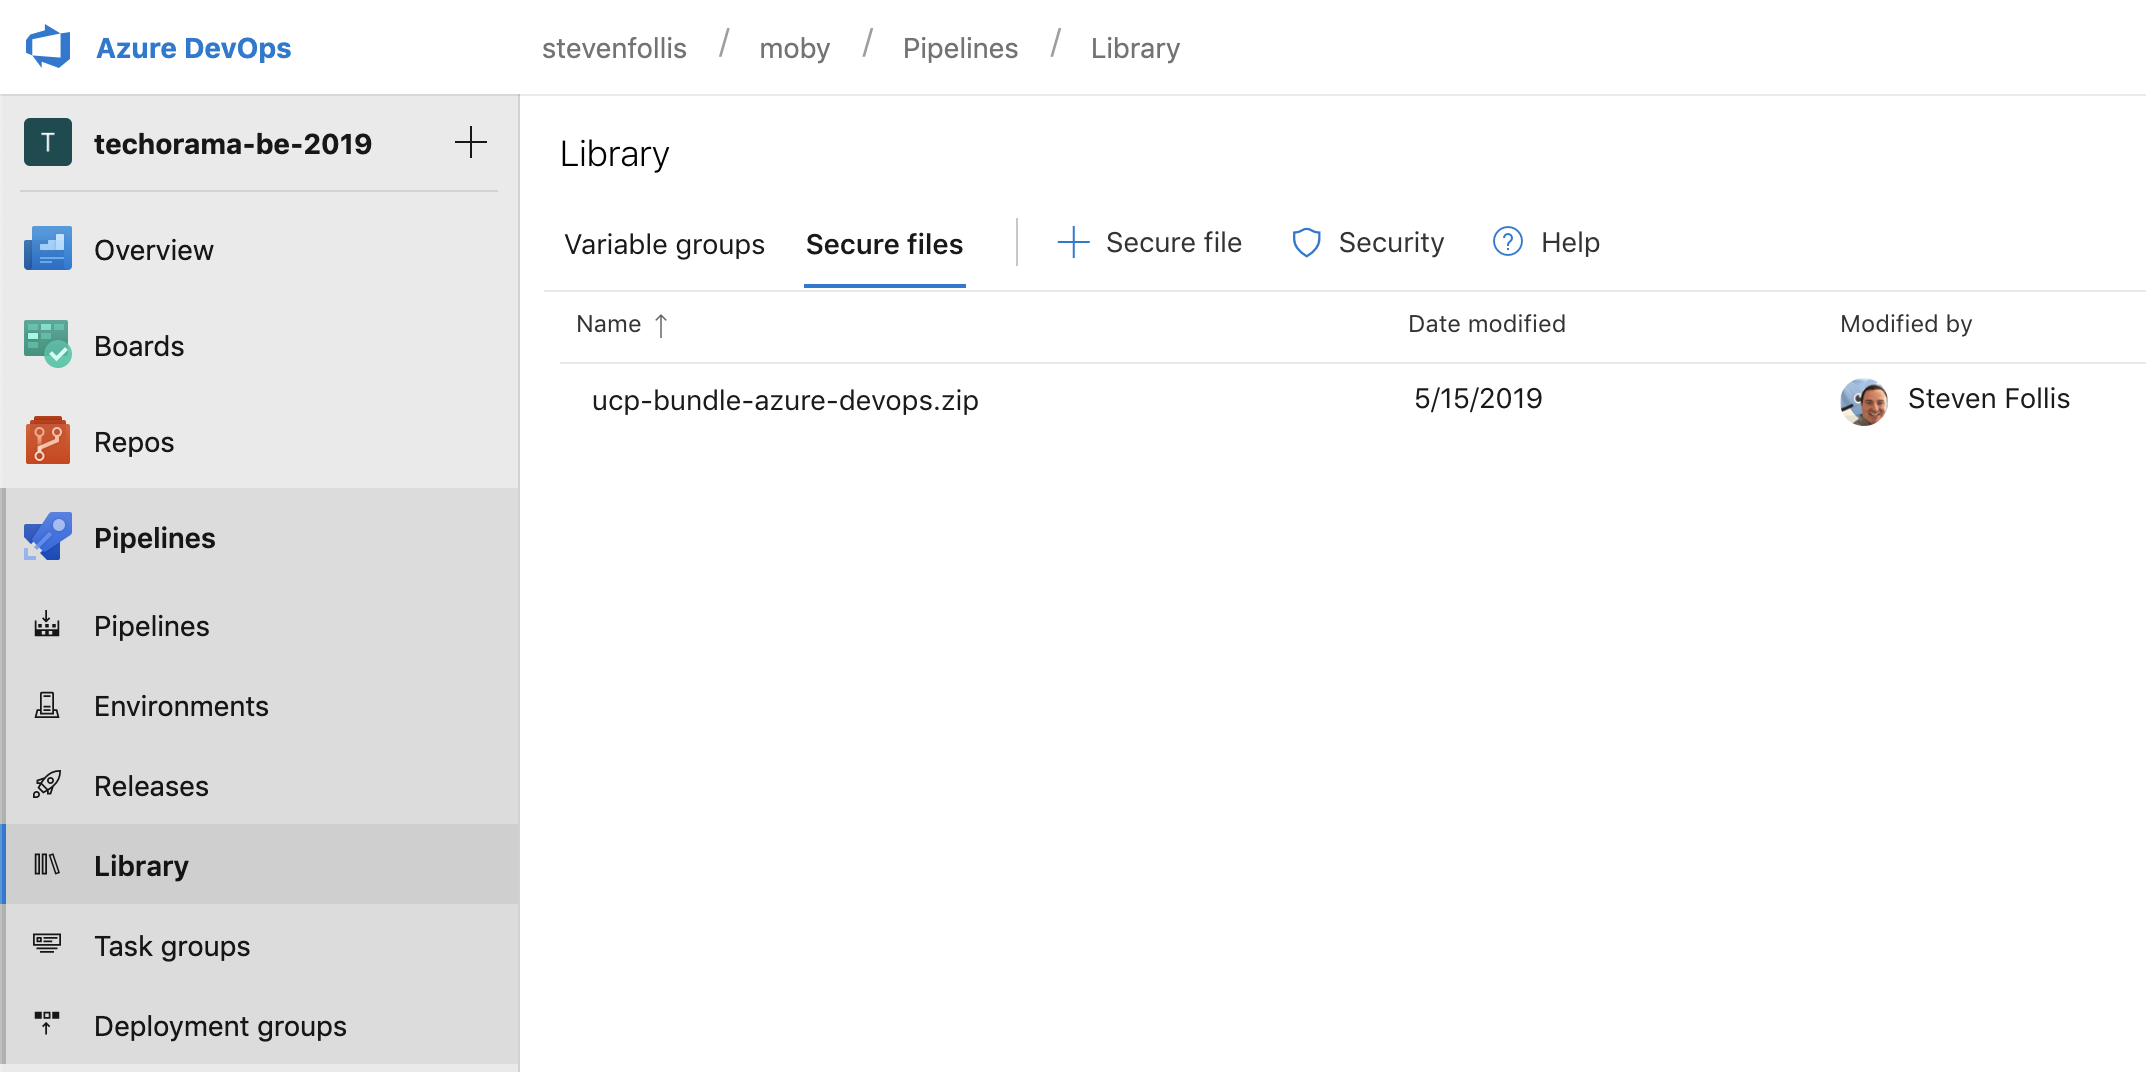 Azure DevOps
stevenfollis / moby / Pipelines / Library
T techorama-be-2019
Overview
Boards
Repos
Pipelines
Pipelines
Environments
Releases
Library
Task groups
Deployment groups
Library
Variable groups Secure files Secure file Security ? Help
Name ↑ Date modified Modified by
ucp-bundle-azure-devops.zip 5/15/2019 Steven Follis